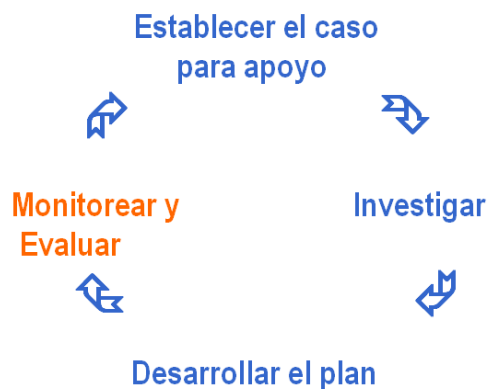 Establecer el caso
para apoyo
Monitorear y
Evaluar
Investigar
Desarrollar el plan